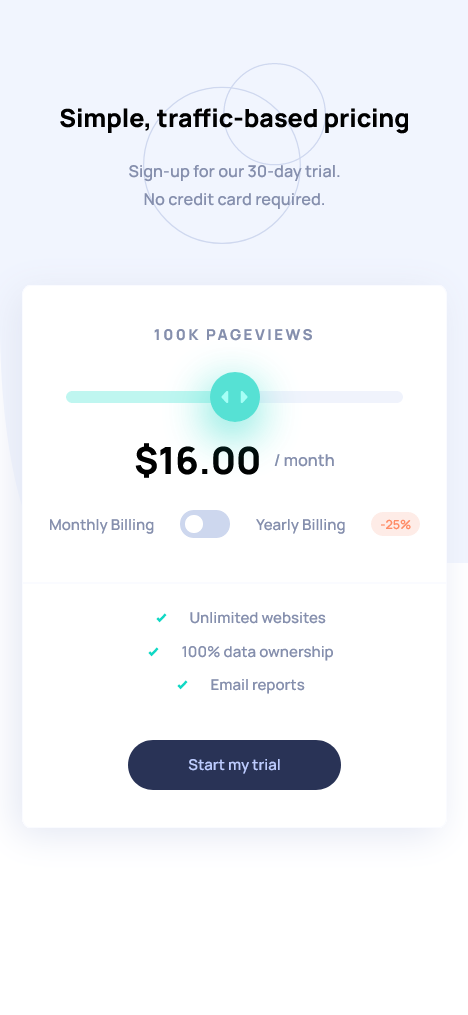 Simple, traffic-based pricing
Sign-up for our 30-day trial.
No credit card required.
100K PAGEVIEWS
$16.00 / month
Monthly Billing Yearly Billing -25%
Unlimited websites
100% data ownership
Email reports
Start my trial